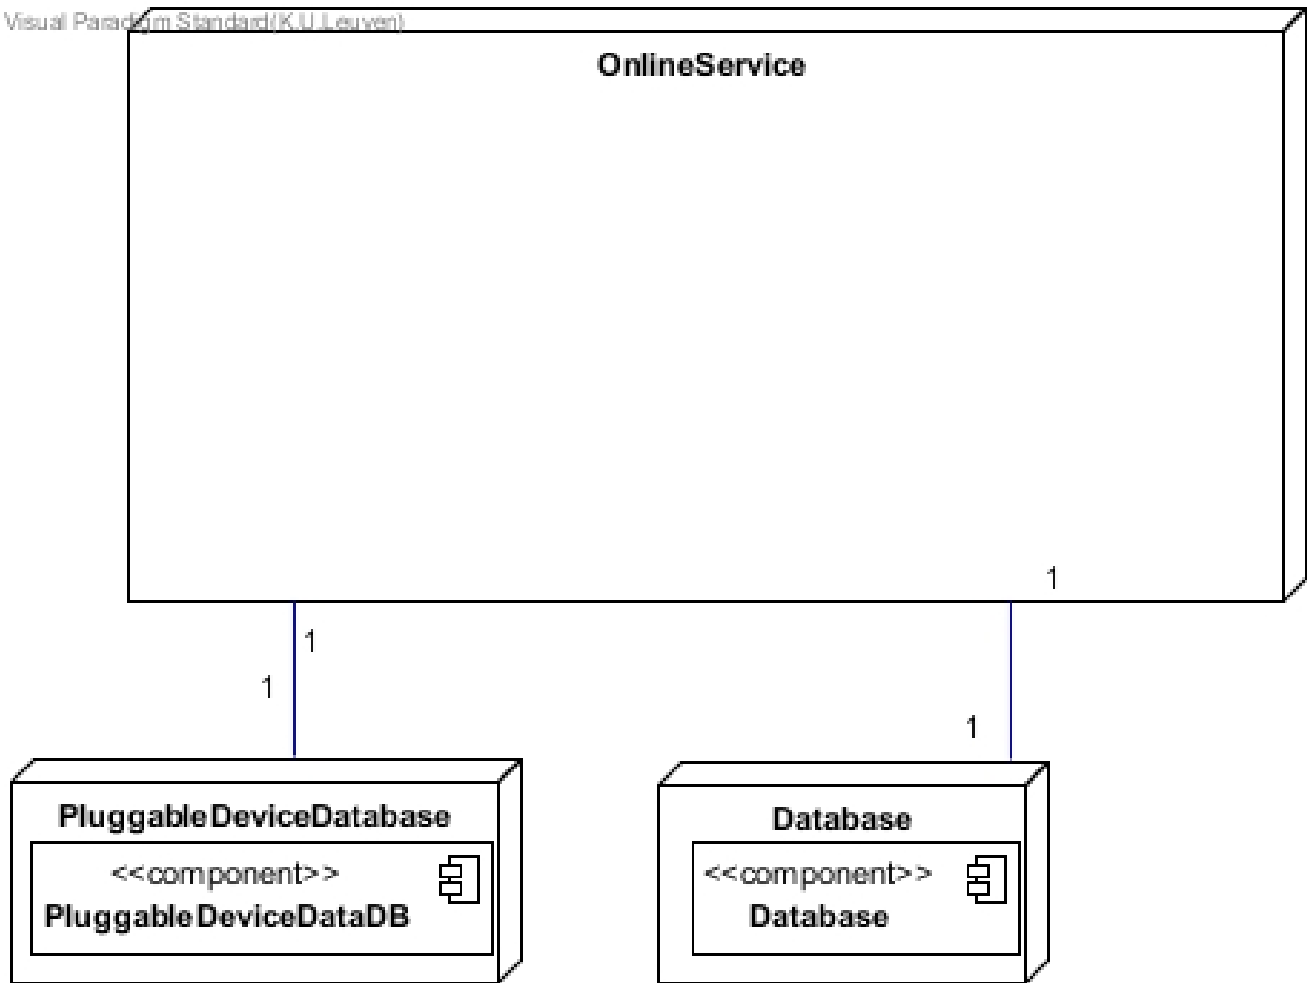 Visual Paradigm Standard(K.U.Leuven)
OnlineService
1
1
1
1
PluggableDeviceDatabase
<<component>>
PluggableDeviceDataDB
Database
<<component>>
Database